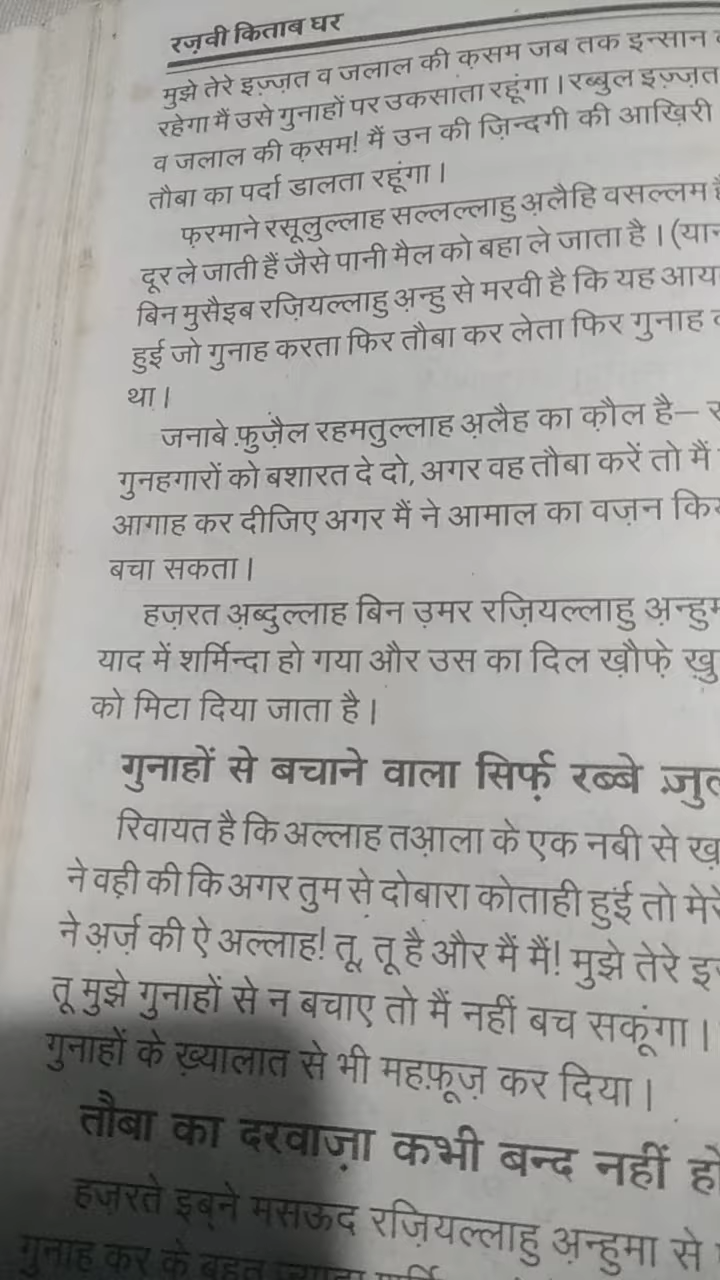 रज़वी किताब घर
मुझे तेरे इज़्ज़त व जलाल की क़सम जब तक इन्सान
रहेगा मैं उसे गुनाहों पर उकसाता रहूंगा। रब्बुल इज़्ज़त
व जलाल की क़सम! मैं उन की ज़िन्दगी की आख़िरी
तौबा का पर्दा डालता रहूंगा।
फ़रमाने रसूलुल्लाह सल्लल्लाहु अ़लैहि वसल्लम
दूर ले जाती हैं जैसे पानी मैल को बहा ले जाता है। (यान
बिन मुसैइब रज़ियल्लाहु अ़न्हु से मरवी है कि यह आय
हुई जो गुनाह करता फिर तौबा कर लेता फिर गुनाह
था।
जनाबे फ़ुज़ैल रहमतुल्लाह अ़लैह का क़ौल है—
गुनहगारों को बशारत दे दो, अगर वह तौबा करें तो मैं
आगाह कर दीजिए अगर मैं ने आमाल का वज़न किय
बचा सकता।
हज़रत अ़ब्दुल्लाह बिन उ़मर रज़ियल्लाहु अ़न्हुम
याद में शर्मिन्दा हो गया और उस का दिल ख़ौफ़े ख़ु
को मिटा दिया जाता है।
गुनाहों से बचाने वाला सिर्फ़ रब्बे ज़ुल
रिवायत है कि अल्लाह तआ़ला के एक नबी से ख़
ने वही़ की कि अगर तुम से दोबारा कोताही हुई तो मेरे
ने अ़र्ज़ की ऐ अल्लाह! तू, तू है और मैं मैं! मुझे तेरे इ
तू मुझे गुनाहों से न बचाए तो मैं नहीं बच सकूंगा।
गुनाहों के ख़्यालात से भी महफ़ूज़ कर दिया।
तौबा का दरवाज़ा कभी बन्द नहीं हो
हज़रते इब्ने मसऊद रज़ियल्लाहु अ़न्हुमा से
गुनाह कर के बहुत